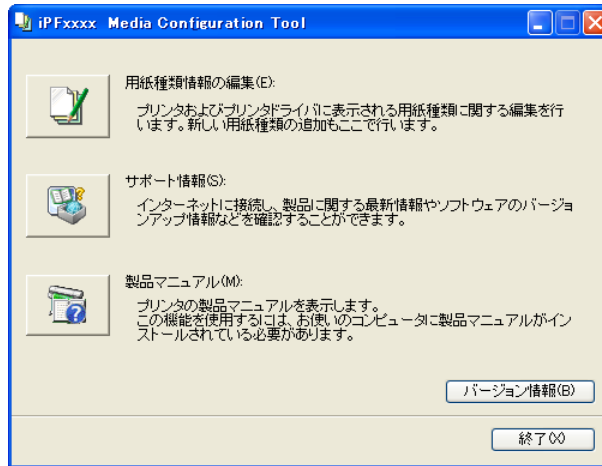 iPFxxxx Media Configuration Tool
用紙種類情報の編集(E):
プリンタおよびプリンタドライバに表示される用紙種類に関する編集を行
います。新しい用紙種類の追加もここで行います。
サポート情報(S):
インターネットに接続し、製品に関する最新情報やソフトウェアのバージョ
ンアップ情報などを確認することができます。
製品マニュアル(M):
プリンタの製品マニュアルを表示します。
この機能を使用するには、お使いのコンピュータに製品マニュアルがイン
ストールされている必要があります。
バージョン情報(B)
終了(X)